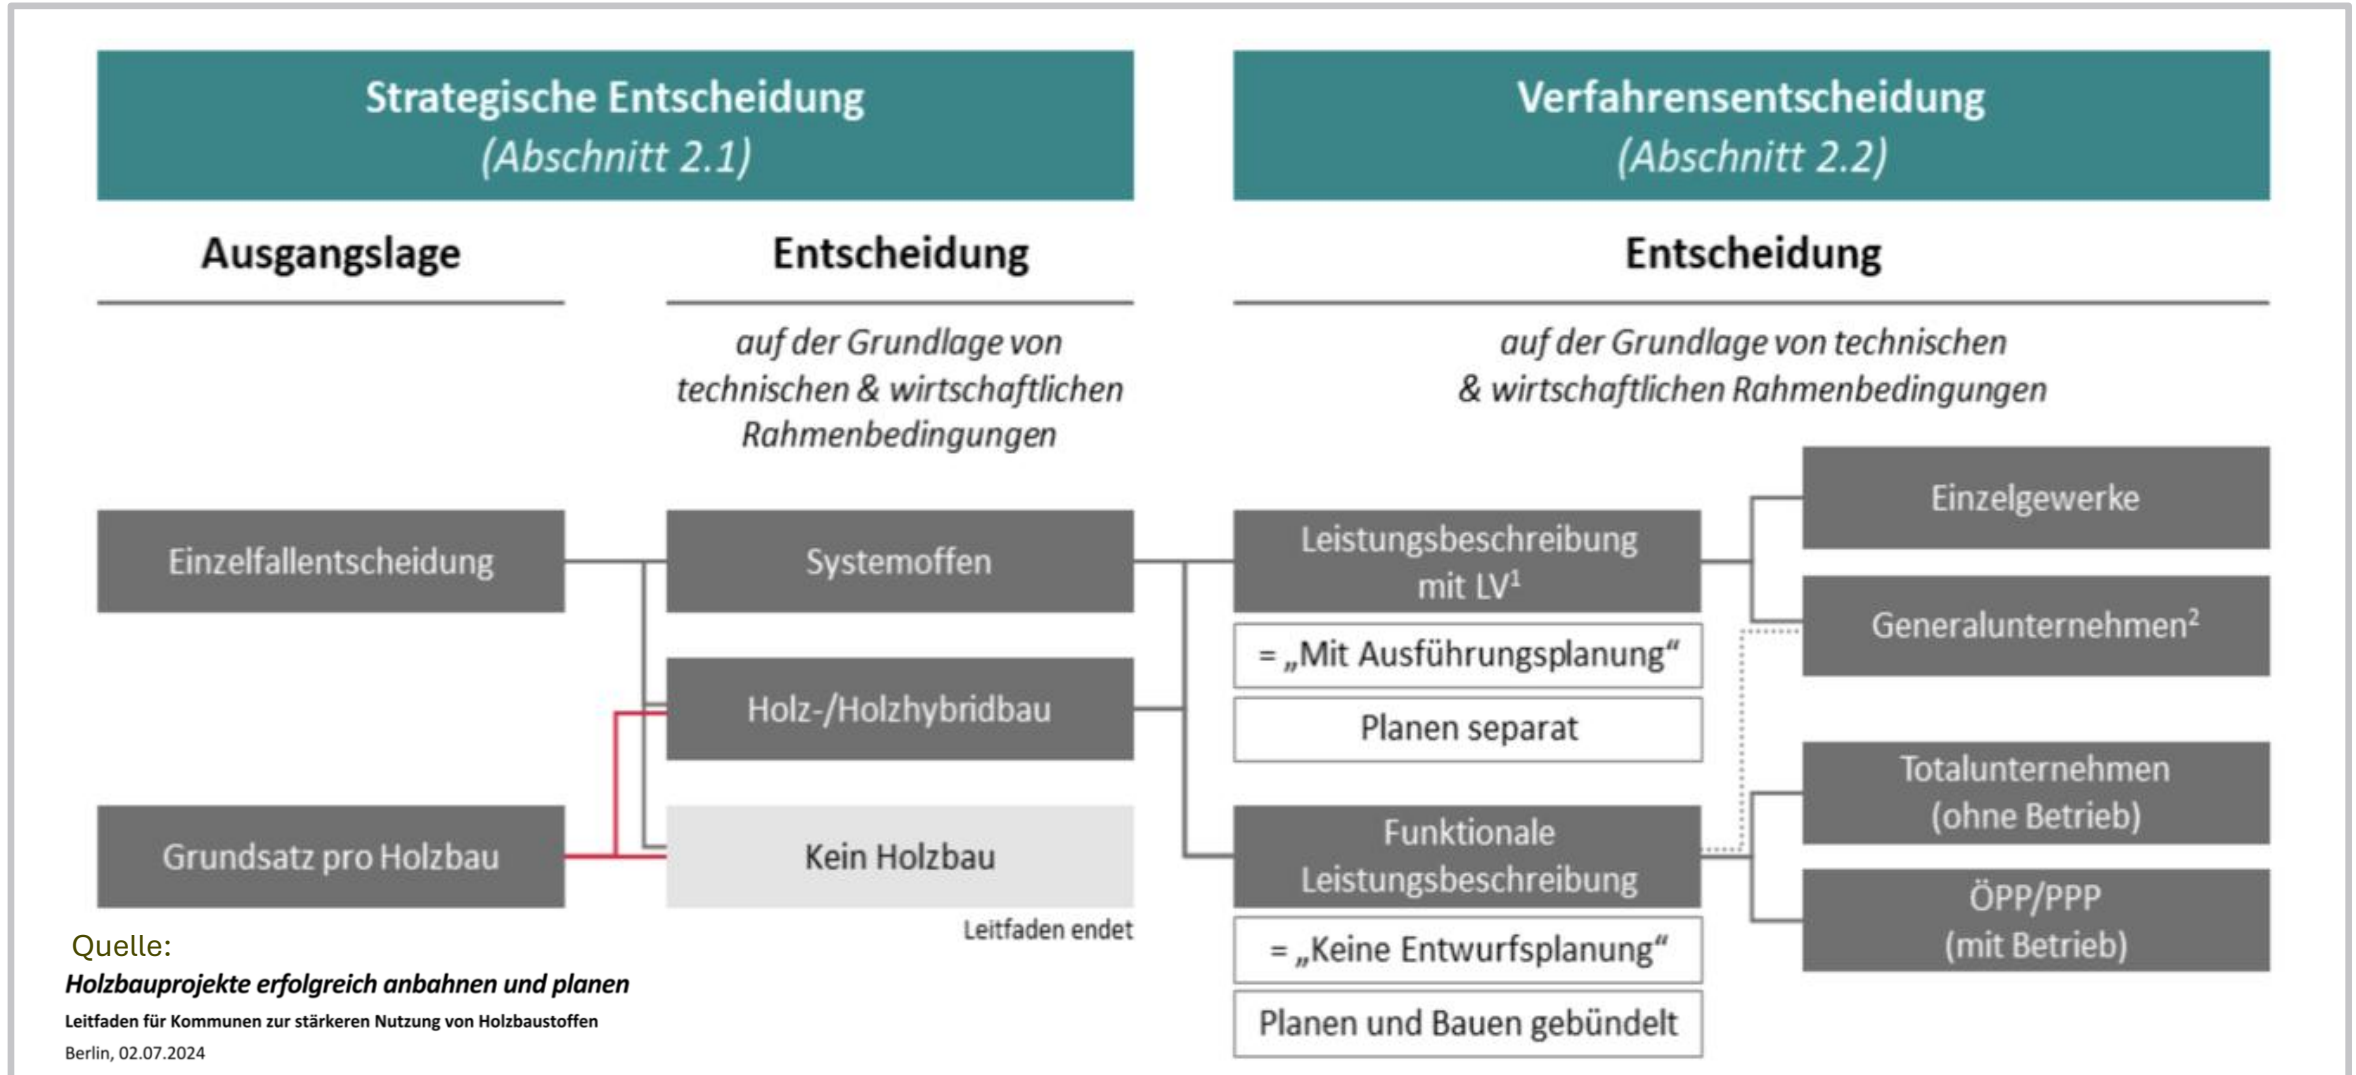 Strategische Entscheidung
(Abschnitt 2.1)
Verfahrensentscheidung
(Abschnitt 2.2)
Ausgangslage
Entscheidung
Entscheidung
auf der Grundlage von
technischen & wirtschaftlichen
Rahmenbedingungen
auf der Grundlage von technischen
& wirtschaftlichen Rahmenbedingungen
Einzelfallentscheidung
Grundsatz pro Holzbau
Systemoffen
Holz-/Holzhybridbau
Kein Holzbau
Leitfaden endet
Leistungsbeschreibung
mit LV¹
= „Mit Ausführungsplanung“
Planen separat
Funktionale
Leistungsbeschreibung
= „Keine Entwurfsplanung“
Planen und Bauen gebündelt
Einzelgewerke
Generalunternehmen²
Totalunternehmen
(ohne Betrieb)
ÖPP/PPP
(mit Betrieb)
Quelle:
Holzbauprojekte erfolgreich anbahnen und planen
Leitfaden für Kommunen zur stärkeren Nutzung von Holzbaustoffen
Berlin, 02.07.2024